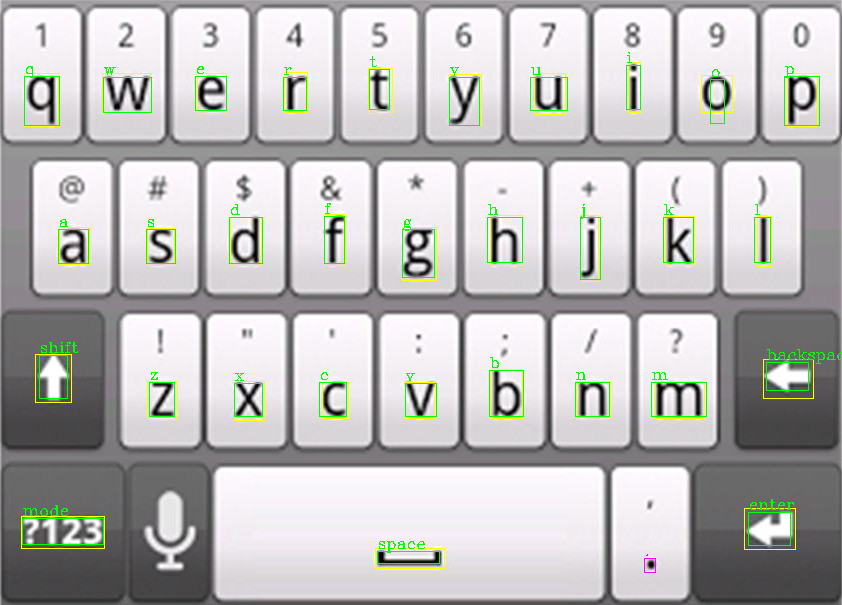 1 2 3 4 5 6 7 8 9 0
q w e r t y u i o p
q w e r t y u i o p
@ # $ & * - + ( )
a s d f g h j k l
a s d f g h j k l
! " ' : ; / ?
shift z x c v b n m backspac
z x c v b n m
mode space , enter
?123 .